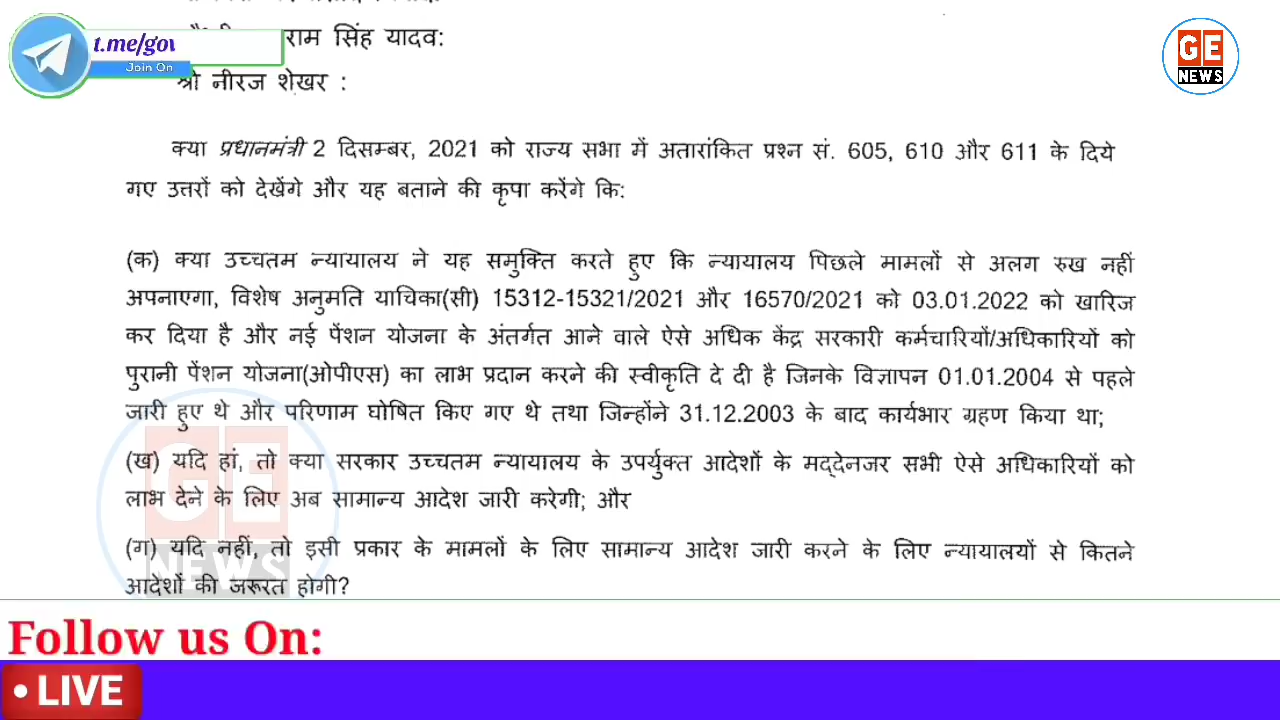 t.me/gov
Join On
राम सिंह यादव:
श्री नीरज शेखर :
GE
NEWS
क्या प्रधानमंत्री 2 दिसम्बर, 2021 को राज्य सभा में अतारांकित प्रश्न सं. 605, 610 और 611 के दिये
गए उत्तरों को देखेंगे और यह बताने की कृपा करेंगे कि:
(क) क्या उच्चतम न्यायालय ने यह समुक्ति करते हुए कि न्यायालय पिछले मामलों से अलग रुख नहीं
अपनाएगा, विशेष अनुमति याचिका(सी) 15312-15321/2021 और 16570/2021 को 03.01.2022 को खारिज
कर दिया है और नई पेंशन योजना के अंतर्गत आने वाले ऐसे अधिक केंद्र सरकारी कर्मचारियों/अधिकारियों को
पुरानी पेंशन योजना(ओपीएस) का लाभ प्रदान करने की स्वीकृति दे दी है जिनके विज्ञापन 01.01.2004 से पहले
जारी हुए थे और परिणाम घोषित किए गए थे तथा जिन्होंने 31.12.2003 के बाद कार्यभार ग्रहण किया था;
(ख) यदि हां, तो क्या सरकार उच्चतम न्यायालय के उपर्युक्त आदेशों के मद्देनजर सभी ऐसे अधिकारियों को
लाभ देने के लिए अब सामान्य आदेश जारी करेगी; और
(ग) यदि नहीं, तो इसी प्रकार के मामलों के लिए सामान्य आदेश जारी करने के लिए न्यायालयों से कितने
आदेशों की जरूरत होगी?
GE
NEWS
Follow us On:
• LIVE